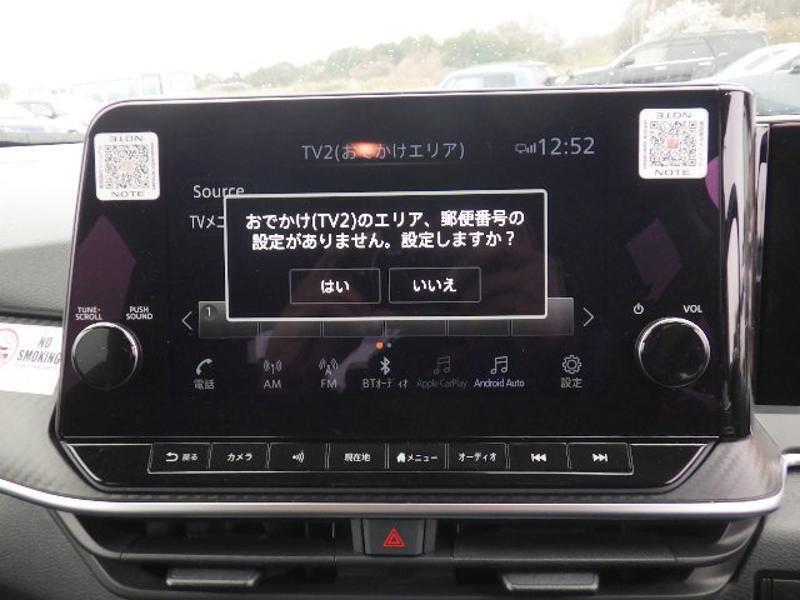 NOTE
NOTE
NOTE
NOTE
TV2(おでかけエリア)
12:52
Source
TVメニ
おでかけ(TV2)のエリア、郵便番号の
設定がありません。設定しますか？
はい
いいえ
1
TUNE·
SCROLL
PUSH
SOUND
VOL
NO
SMOKING
電話
AM
FM
BTオーディオ
Apple CarPlay
Android Auto
設定
戻る
カメラ
現在地
メニュー
オーディオ